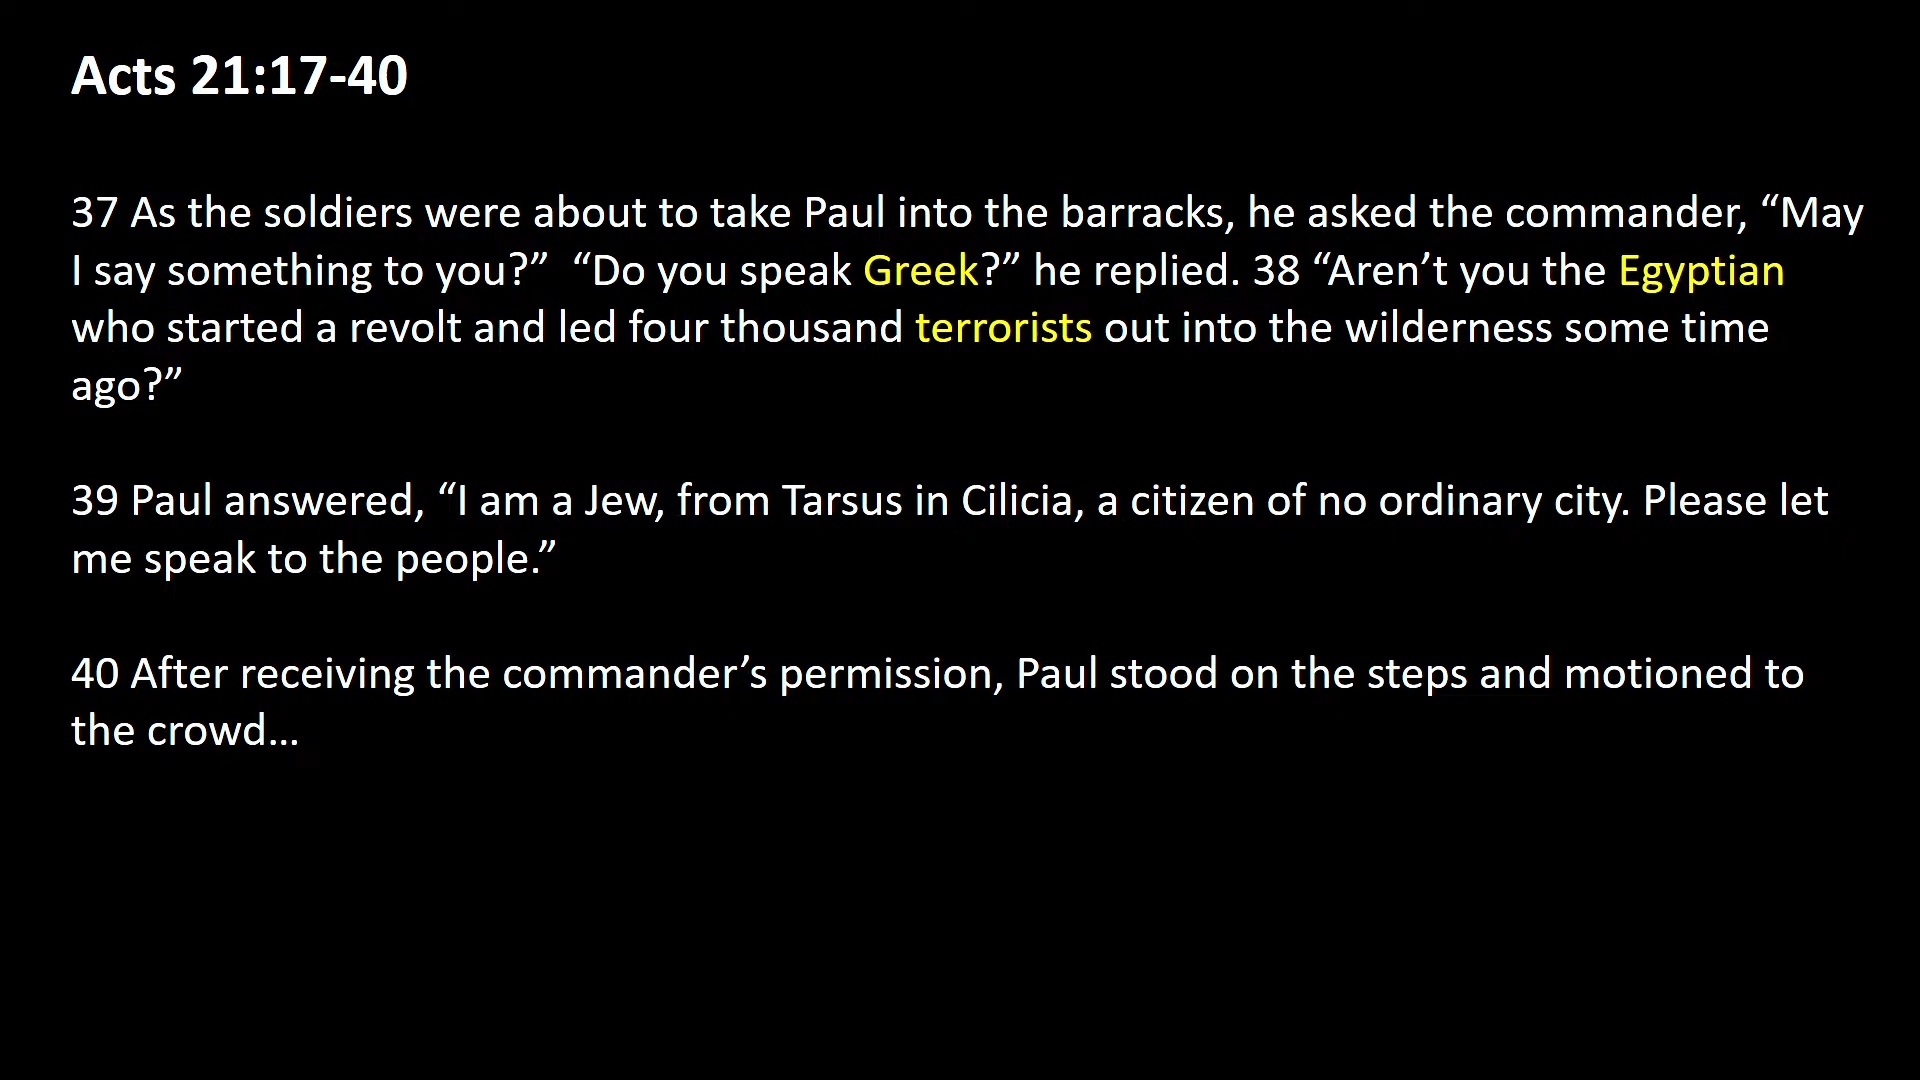 Acts 21:17-40
37 As the soldiers were about to take Paul into the barracks, he asked the commander, “May
I say something to you?”  “Do you speak Greek?” he replied. 38 “Aren’t you the Egyptian
who started a revolt and led four thousand terrorists out into the wilderness some time
ago?”
39 Paul answered, “I am a Jew, from Tarsus in Cilicia, a citizen of no ordinary city. Please let
me speak to the people.”
40 After receiving the commander’s permission, Paul stood on the steps and motioned to
the crowd…